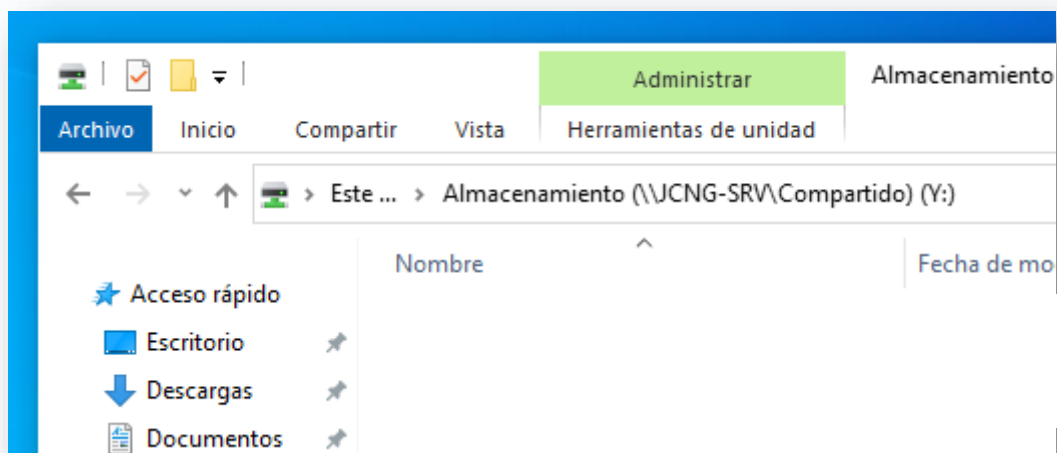 Administrar Almacenamiento
Archivo Inicio Compartir Vista Herramientas de unidad
Este ... Almacenamiento (\\JCNG-SRV\Compartido) (Y:)
Nombre Fecha de mo
Acceso rápido
Escritorio
Descargas
Documentos